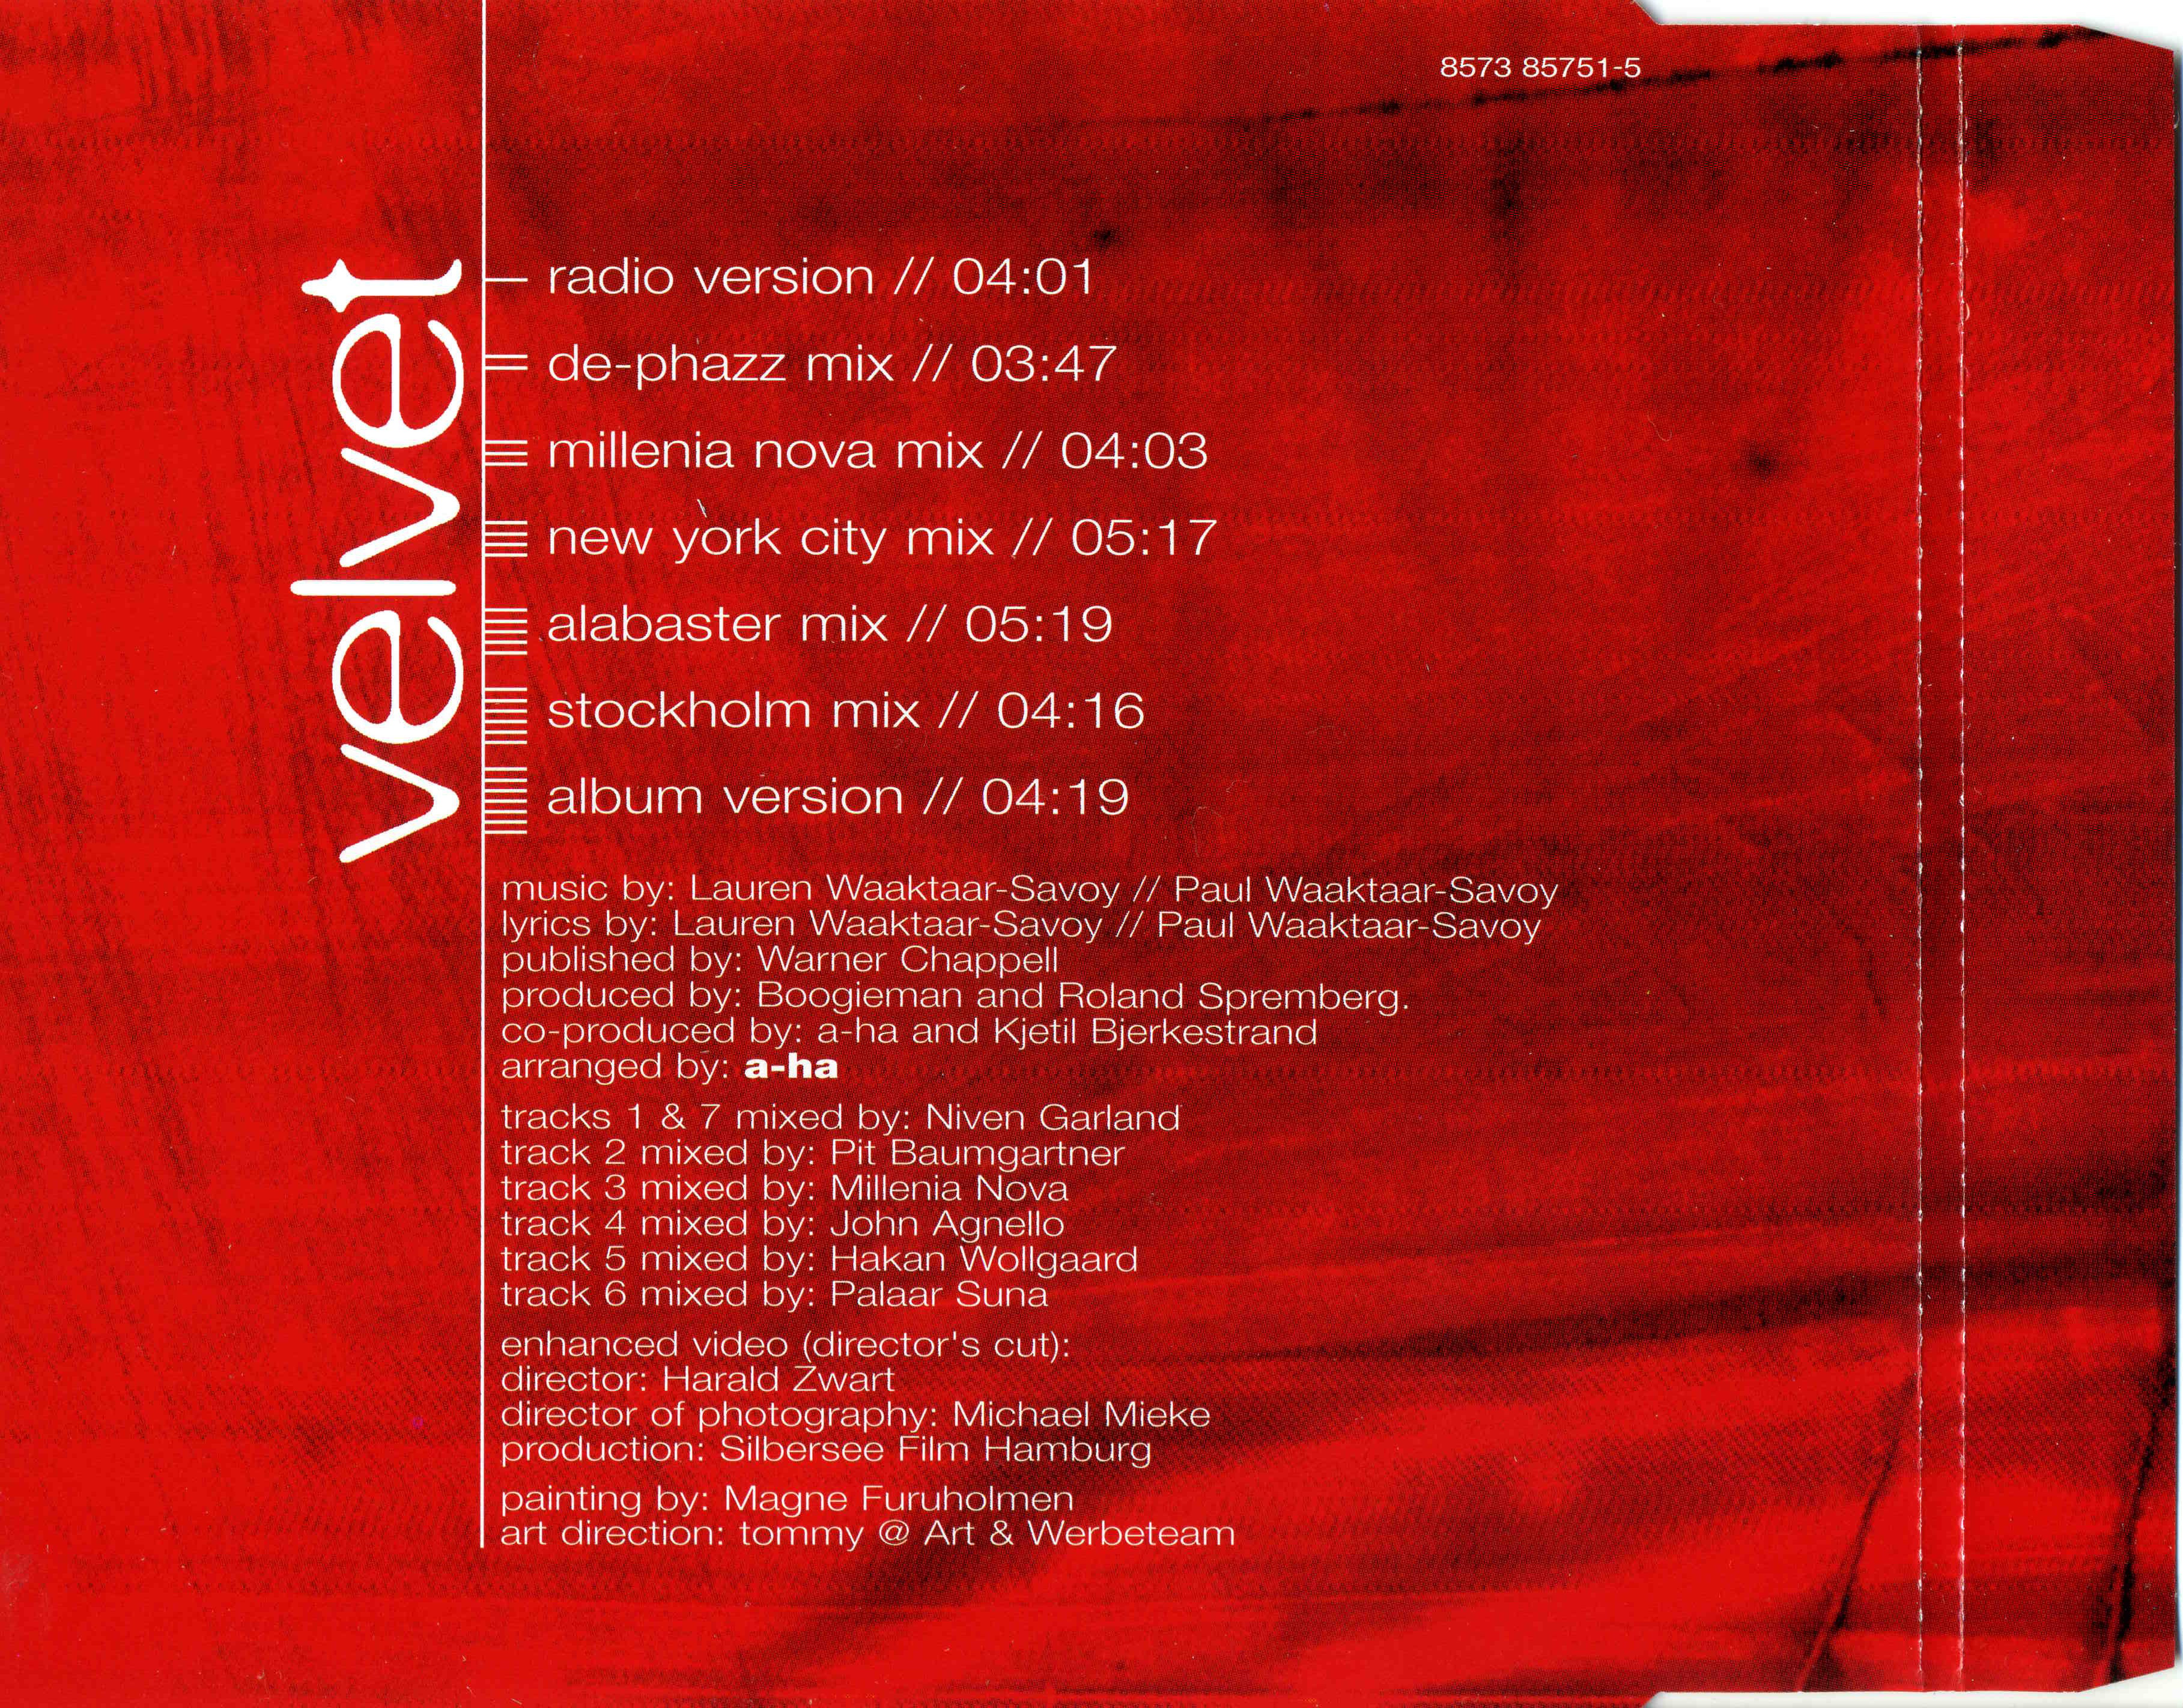 8573 85751-5
velvet
radio version // 04:01
de-phazz mix // 03:47
millenia nova mix // 04:03
new york city mix // 05:17
alabaster mix // 05:19
stockholm mix // 04:16
album version // 04:19
music by: Lauren Waaktaar-Savoy // Paul Waaktaar-Savoy
lyrics by: Lauren Waaktaar-Savoy // Paul Waaktaar-Savoy
published by: Warner Chappell
produced by: Boogieman and Roland Spremberg.
co-produced by: a-ha and Kjetil Bjerkestrand
arranged by: a-ha
tracks 1 & 7 mixed by: Niven Garland
track 2 mixed by: Pit Baumgartner
track 3 mixed by: Millenia Nova
track 4 mixed by: John Agnello
track 5 mixed by: Hakan Wollgaard
track 6 mixed by: Palaar Suna
enhanced video (director's cut):
director: Harald Zwart
director of photography: Michael Mieke
production: Silbersee Film Hamburg
painting by: Magne Furuholmen
art direction: tommy @ Art & Werbeteam